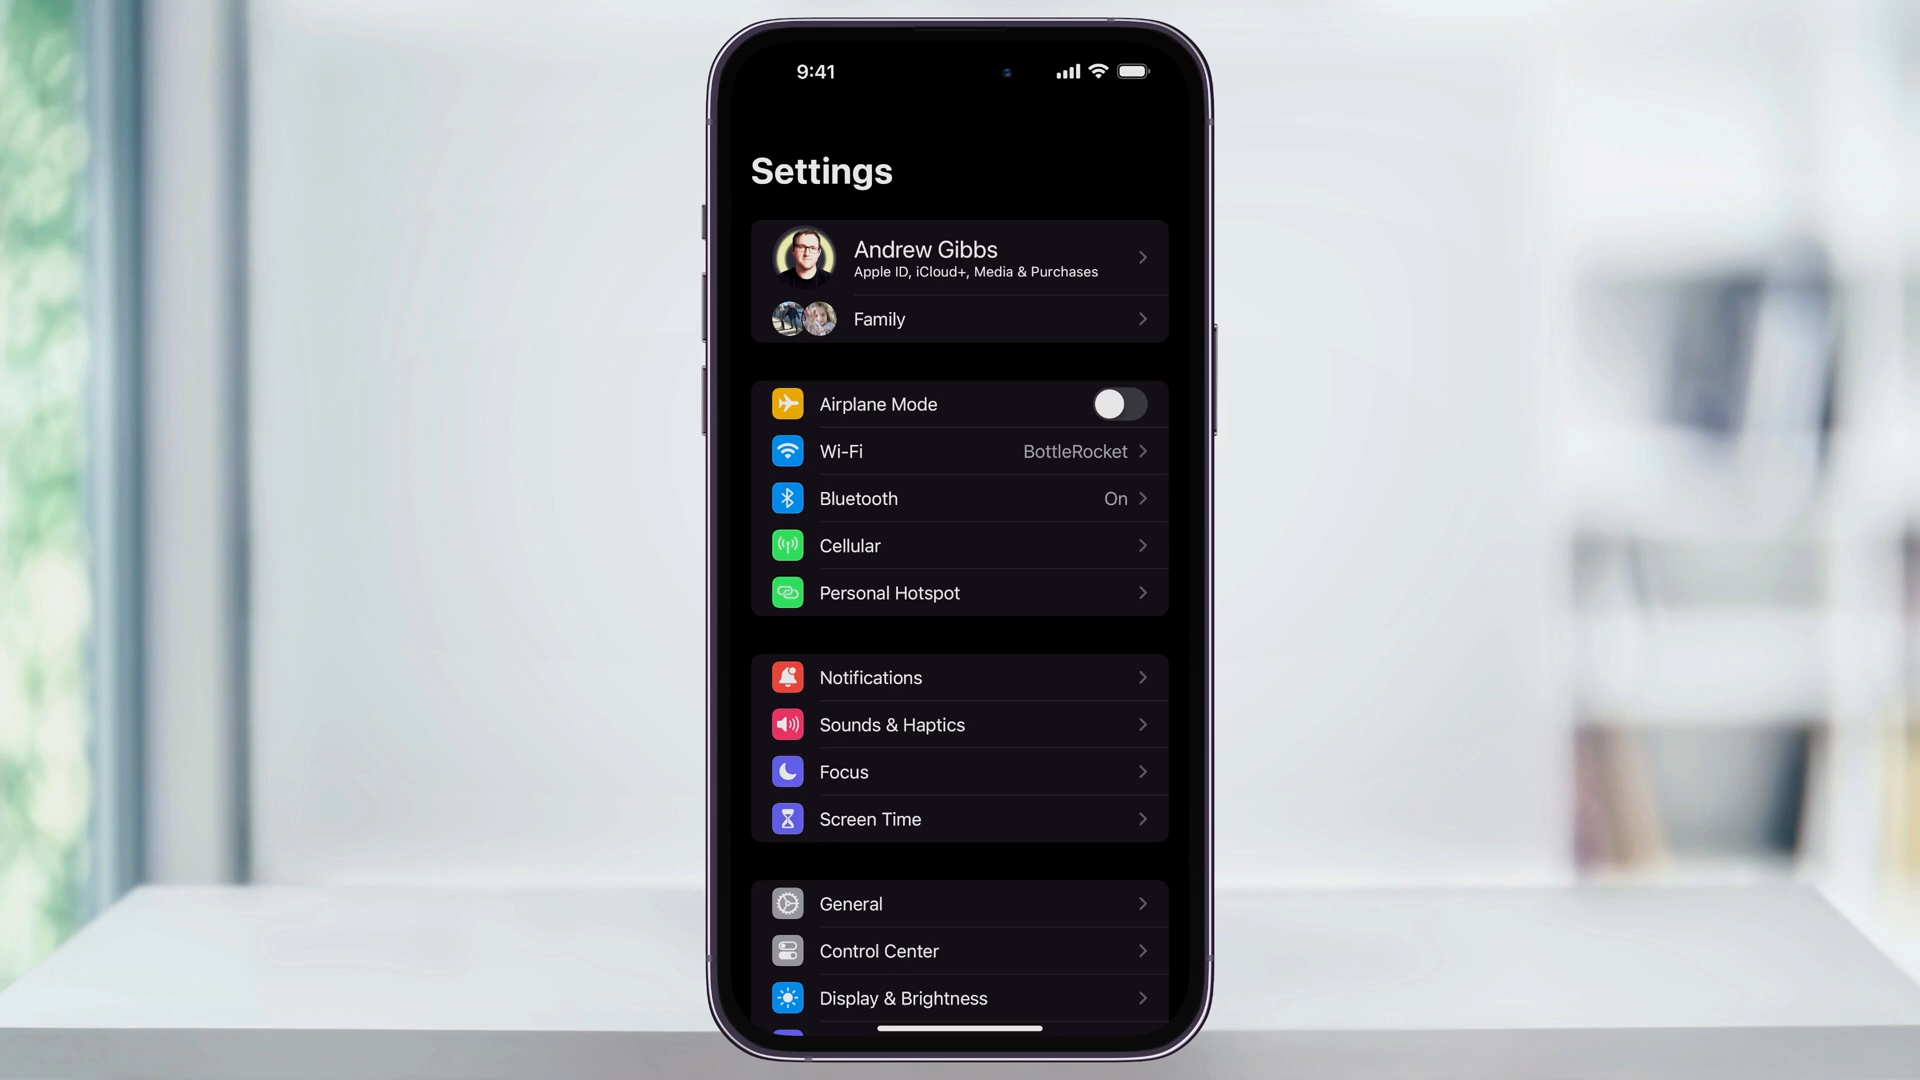 9:41
Settings
Andrew Gibbs
Apple ID, iCloud+, Media & Purchases
Family
Airplane Mode
Wi-Fi BottleRocket
Bluetooth On
Cellular
Personal Hotspot
Notifications
Sounds & Haptics
Focus
Screen Time
General
Control Center
Display & Brightness